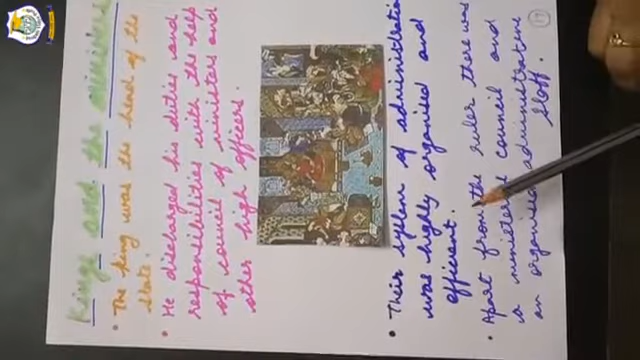 Kings and the ministers
• The king was the head of the
state.
• He discharged his duties and
responsibilities with the help
of council of ministers and
other high officers.
• Their system of administration
was highly organised and
efficient.
• Apart from the ruler there was
a ministerial council and
an organised administrative
staff.